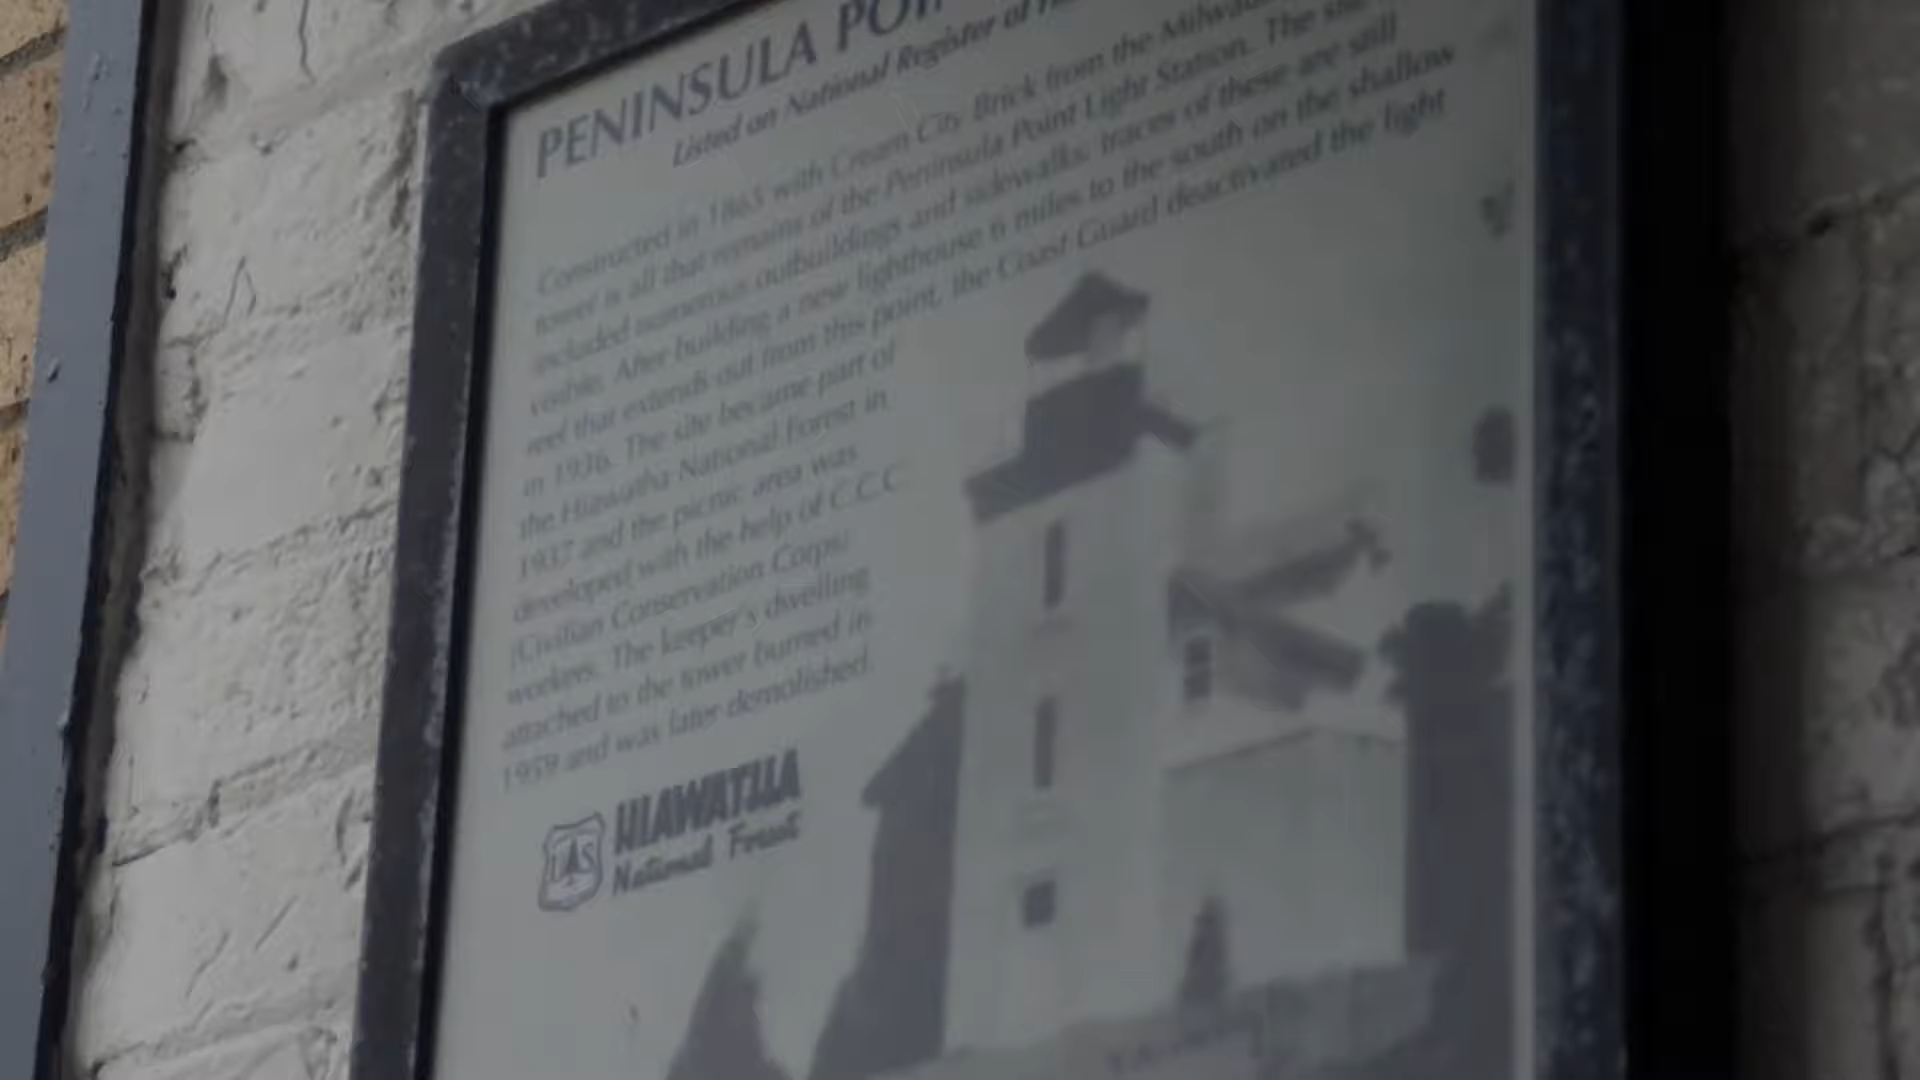 PENINSULA POI
Listed on National Register of
Constructed in 1865 with Cream City Brick from the Milwau
tower is all that remains of the Peninsula Point Light Station. The site
included numerous outbuildings and sidewalks: traces of these are still
visible. After building a new lighthouse 6 miles to the south on the shallow
reef that extends out from this point, the Coast Guard deactivated the light
in 1936. The site became part of
the Hiawatha National Forest in
1937 and the picnic area was
developed with the help of C.C.C.
(Civilian Conservation Corps)
workers. The keeper's dwelling
attached to the tower burned in
1959 and was later demolished.
HIAWATHA
UAS
National Forest